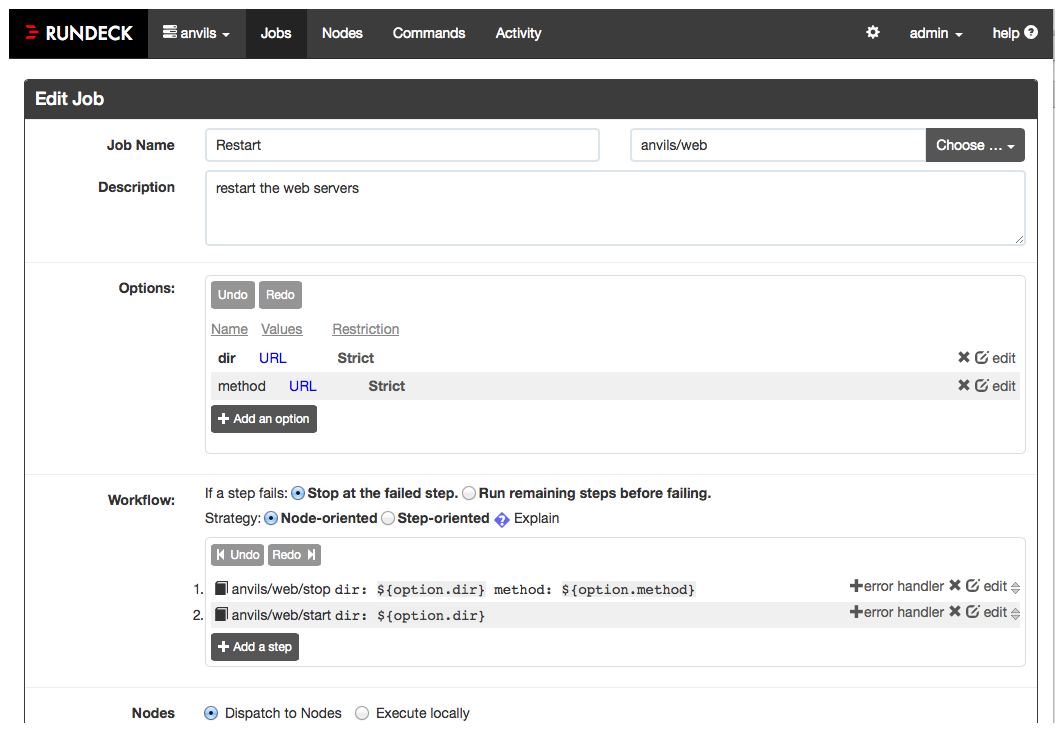 RUNDECK anvils Jobs Nodes Commands Activity admin help ?
Edit Job
Job Name Restart anvils/web Choose ...
Description restart the web servers
Options:
Undo Redo
Name Values Restriction
dir URL Strict edit
method URL Strict edit
Add an option
Workflow: If a step fails: Stop at the failed step. Run remaining steps before failing.
Strategy: Node-oriented Step-oriented ? Explain
Undo Redo
1. anvils/web/stop dir: ${option.dir} method: ${option.method} error handler edit
2. anvils/web/start dir: ${option.dir} error handler edit
Add a step
Nodes Dispatch to Nodes Execute locally